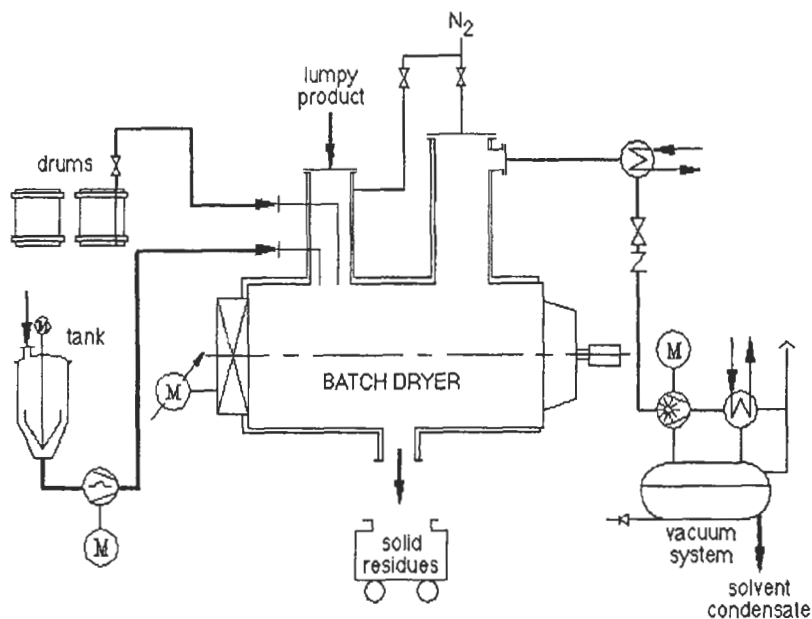 N2
lumpy
product
drums
tank
M
M
BATCH DRYER
M
M
solid
residues
vacuum
system
solvent
condensate